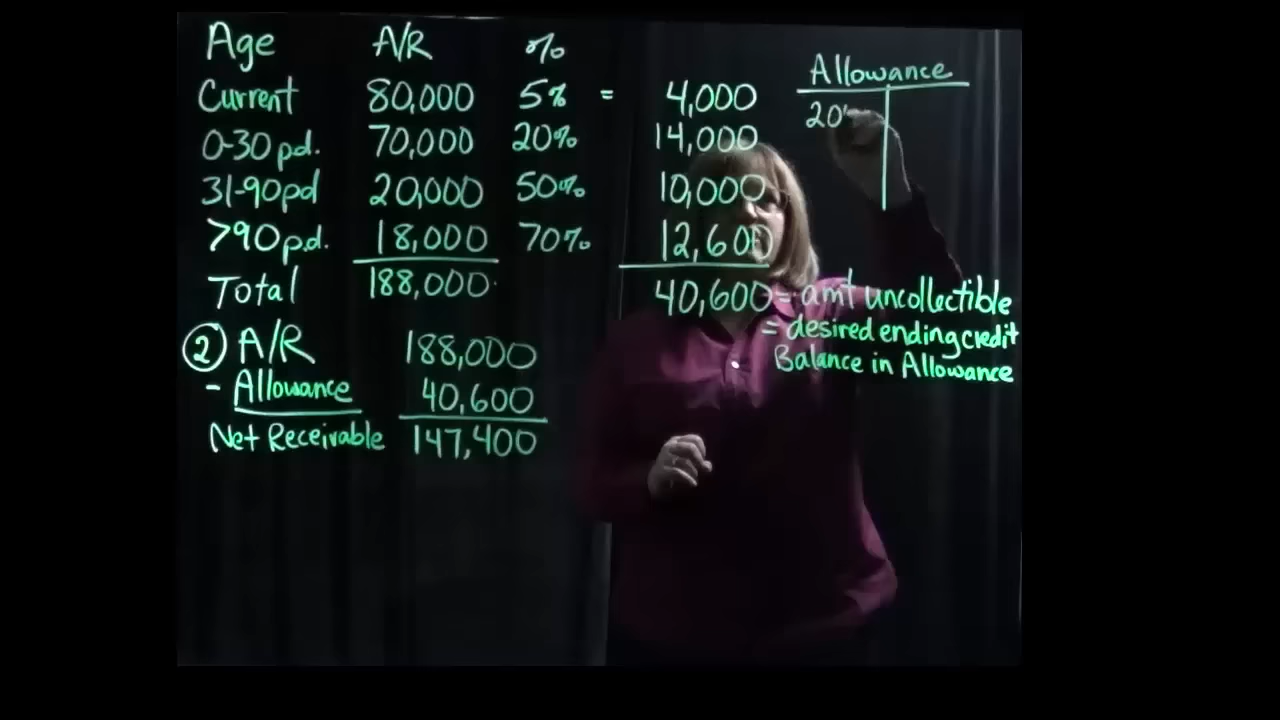 Age A/R %
Current 80,000 5% = 4,000
0-30 pd. 70,000 20% 14,000
31-90pd 20,000 50% 10,000
>90 p.d. 18,000 70% 12,600
Total 188,000 40,600 = amt uncollectible
= desired ending credit
Balance in Allowance
② A/R 188,000
- Allowance 40,600
Net Receivable 147,400
Allowance